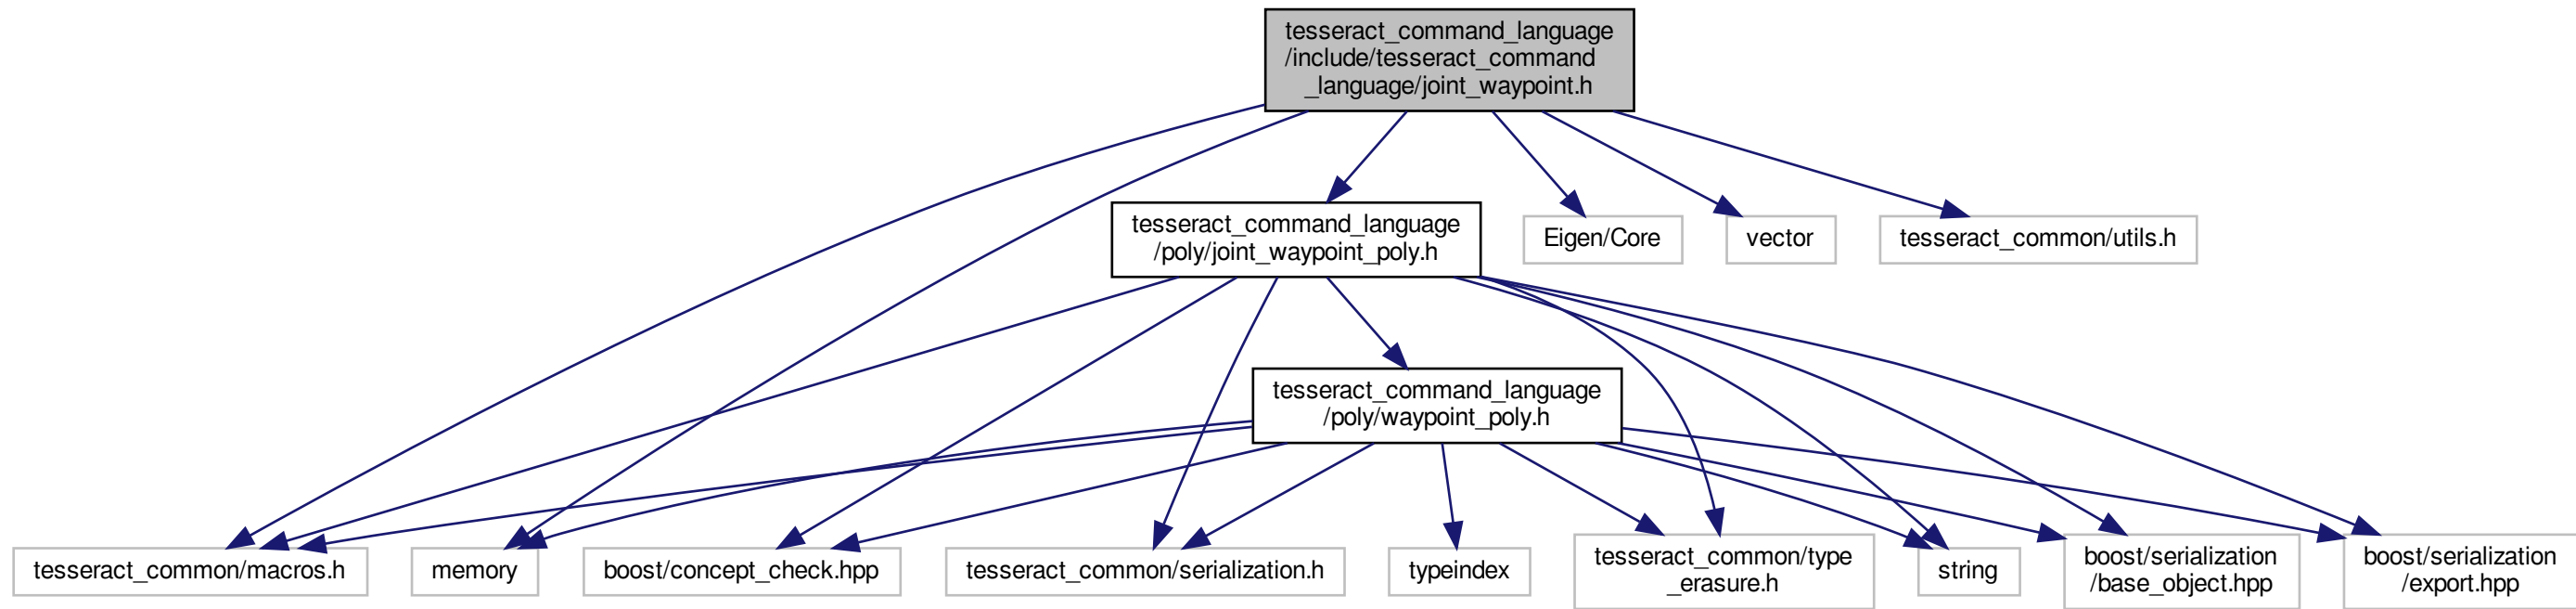 tesseract_command_language
/include/tesseract_command
_language/joint_waypoint.h
tesseract_command_language
/poly/joint_waypoint_poly.h
Eigen/Core
vector
tesseract_common/utils.h
tesseract_command_language
/poly/waypoint_poly.h
tesseract_common/macros.h
memory
boost/concept_check.hpp
tesseract_common/serialization.h
typeindex
tesseract_common/type
_erasure.h
string
boost/serialization
/base_object.hpp
boost/serialization
/export.hpp